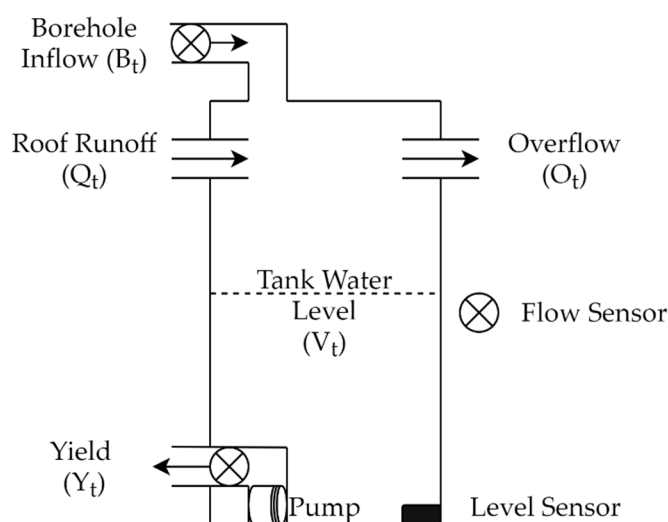 Borehole
Inflow (Bt)
Roof Runoff
(Qt)
Overflow
(Ot)
Tank Water
Level
(Vt)
Flow Sensor
Yield
(Yt)
Pump
Level Sensor